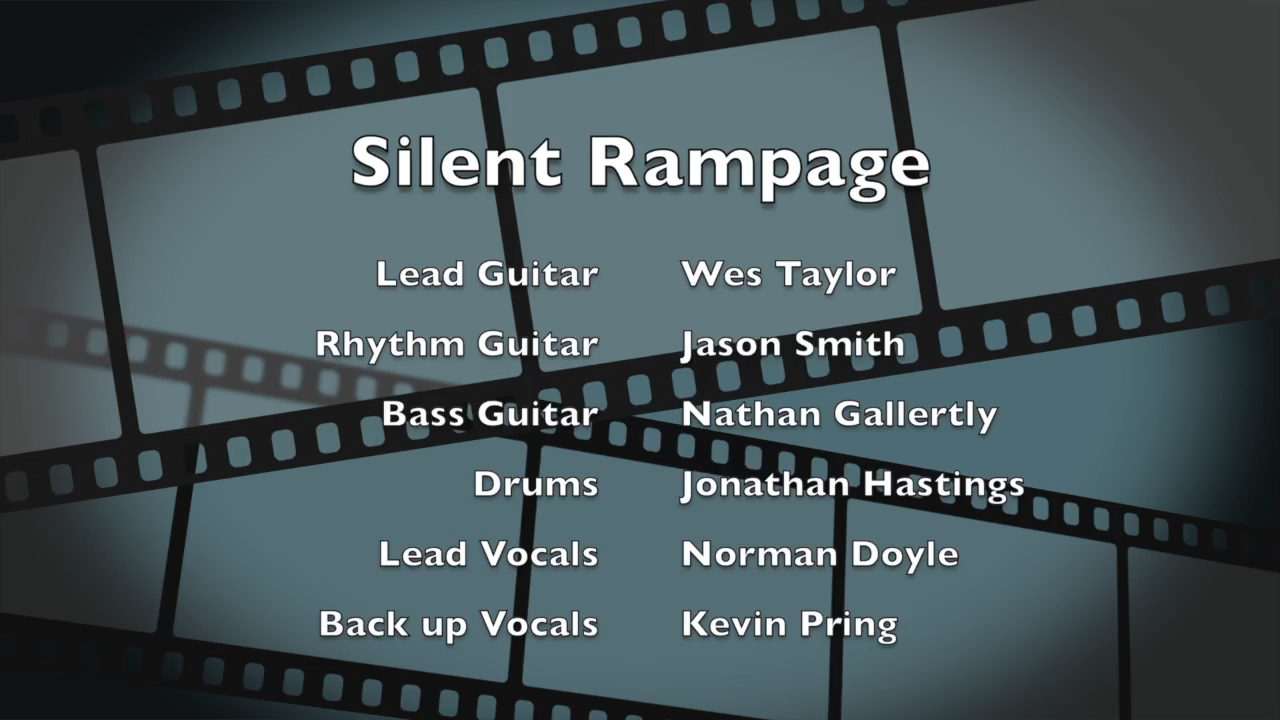 Silent Rampage
Lead Guitar Wes Taylor
Rhythm Guitar Jason Smith
Bass Guitar Nathan Gallertly
Drums Jonathan Hastings
Lead Vocals Norman Doyle
Back up Vocals Kevin Pring